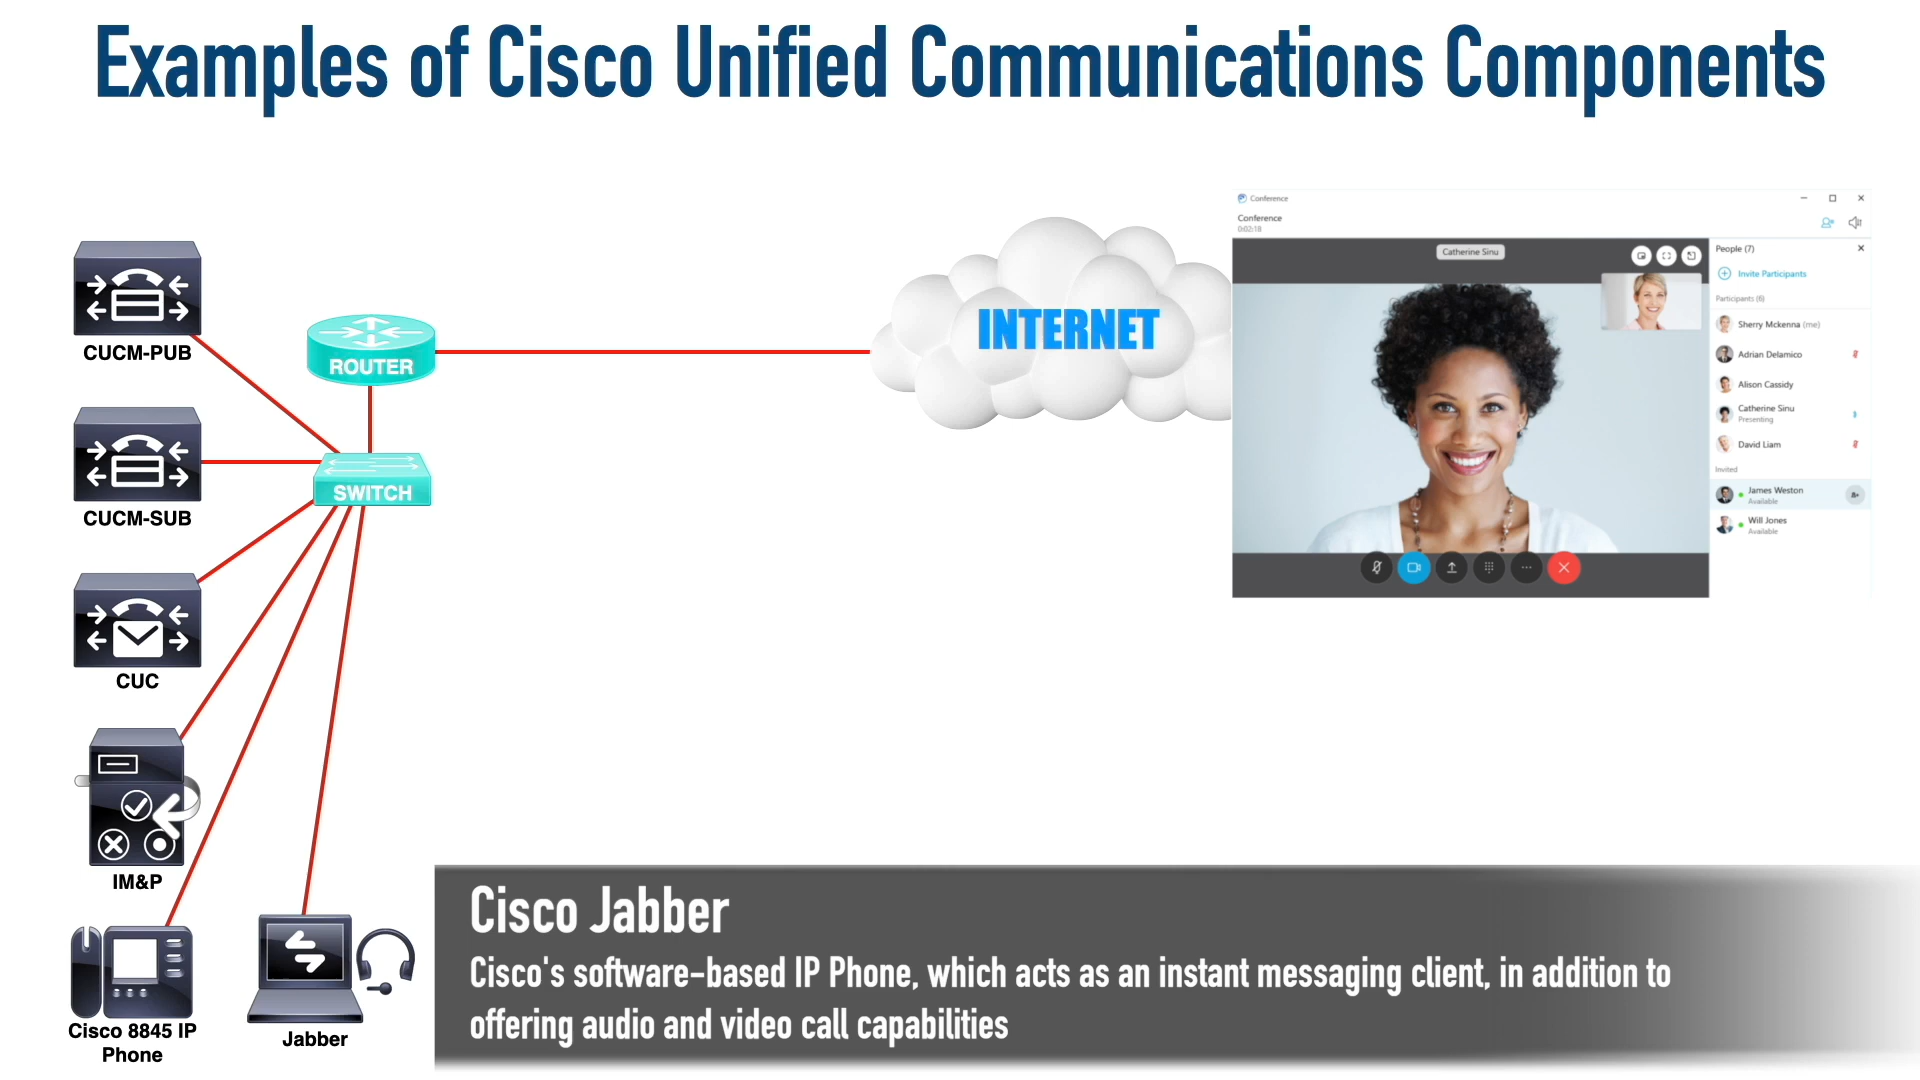 Examples of Cisco Unified Communications Components
CUCM-PUB
CUCM-SUB
CUC
IM&P
Cisco 8845 IP
Phone
Jabber
ROUTER
SWITCH
INTERNET
Conference
Conference
0:02:18
Catherine Sinu
People (7)
Invite Participants
Participants (6)
Sherry Mckenna (me)
Adrian Delamico
Alison Cassidy
Catherine Sinu
Presenting
David Liam
Invited
James Weston
Available
Will Jones
Available
Cisco Jabber
Cisco's software-based IP Phone, which acts as an instant messaging client, in addition to
offering audio and video call capabilities